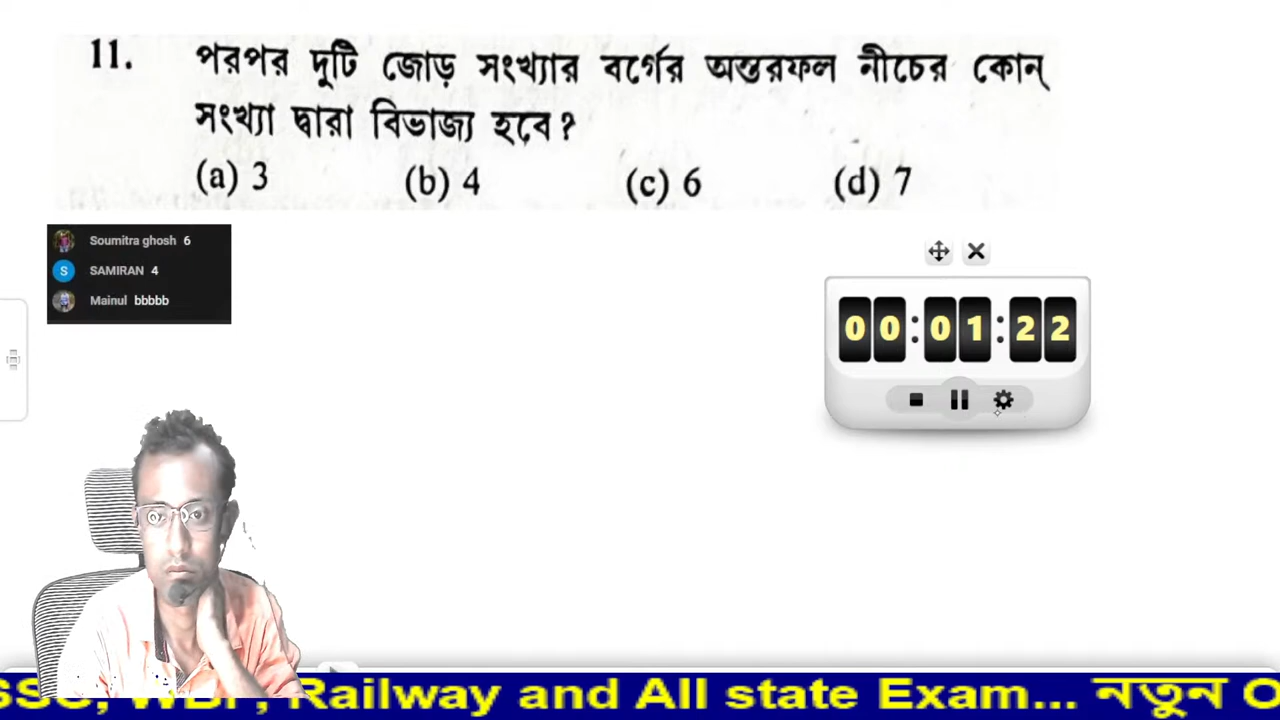 11. পরপর দুটি জোড় সংখ্যার বর্গের অন্তরফল নীচের কোন্
সংখ্যা দ্বারা বিভাজ্য হবে?
(a) 3 (b) 4 (c) 6 (d) 7
Soumitra ghosh 6
S SAMIRAN 4
Mainul bbbbb
00:01:22
Railway and All state Exam... নতুন